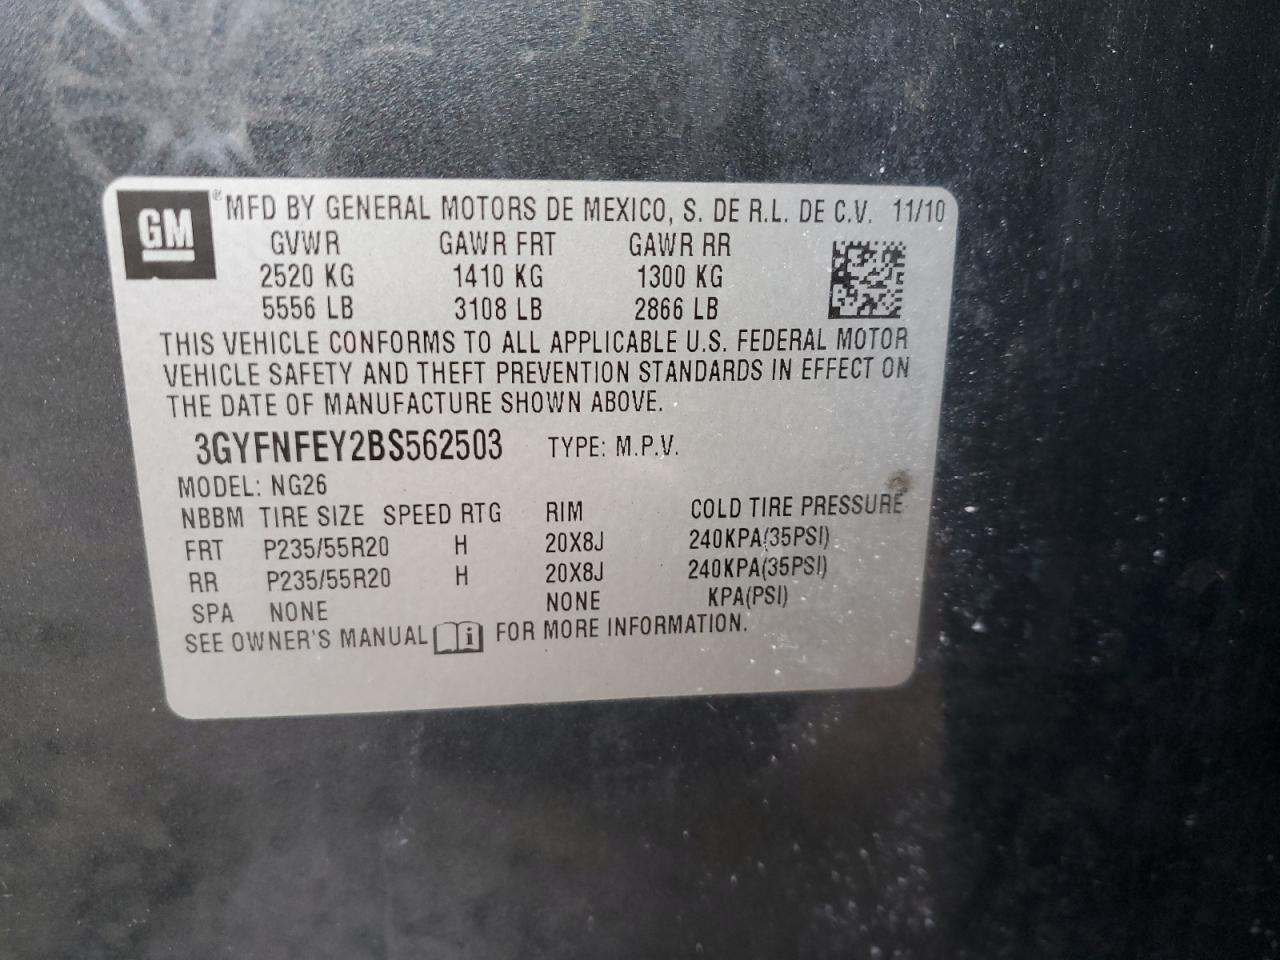 GM ® MFD BY GENERAL MOTORS DE MEXICO, S. DE R.L. DE C.V. 11/10
GVWR GAWR FRT GAWR RR
2520 KG 1410 KG 1300 KG
5556 LB 3108 LB 2866 LB
THIS VEHICLE CONFORMS TO ALL APPLICABLE U.S. FEDERAL MOTOR
VEHICLE SAFETY AND THEFT PREVENTION STANDARDS IN EFFECT ON
THE DATE OF MANUFACTURE SHOWN ABOVE.
3GYFNFEY2BS562503 TYPE: M.P.V.
MODEL: NG26
NBBM TIRE SIZE SPEED RTG RIM COLD TIRE PRESSURE
FRT P235/55R20 H 20X8J 240KPA(35PSI)
RR P235/55R20 H 20X8J 240KPA(35PSI)
SPA NONE NONE KPA(PSI)
SEE OWNER'S MANUAL i FOR MORE INFORMATION.